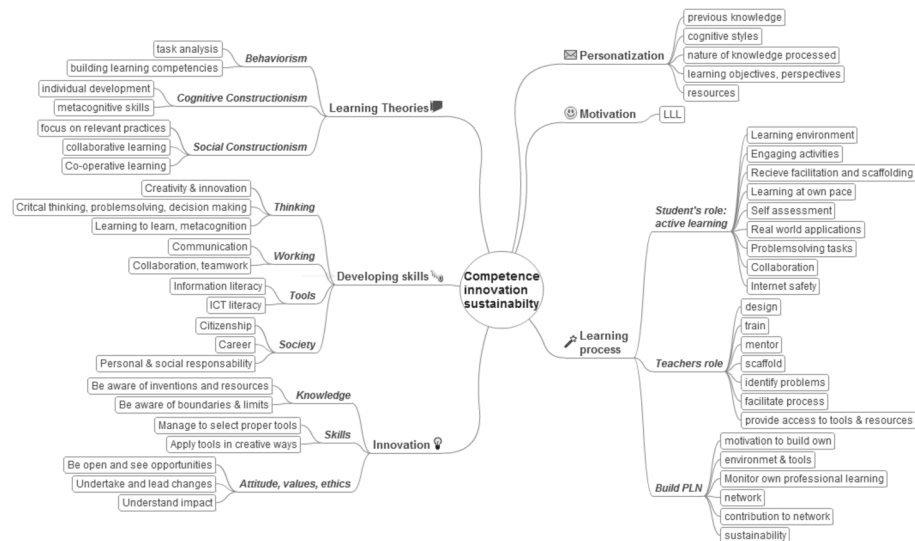 Competence
innovation
sustainabilty
Learning Theories
Behaviorism
task analysis
building learning competencies
Cognitive Constructionism
individual development
metacognitive skills
Social Constructionism
focus on relevant practices
collaborative learning
Co-operative learning
Developing skills
Thinking
Creativity & innovation
Critcal thinking, problemsolving, decision making
Learning to learn, metacognition
Working
Communication
Collaboration, teamwork
Tools
Information literacy
ICT literacy
Society
Citizenship
Career
Personal & social responsability
Innovation
Knowledge
Be aware of inventions and resources
Be aware of boundaries & limits
Skills
Manage to select proper tools
Apply tools in creative ways
Attitude, values, ethics
Be open and see opportunities
Undertake and lead changes
Understand impact
Personatization
previous knowledge
cognitive styles
nature of knowledge processed
learning objectives, perspectives
resources
Motivation
LLL
Learning
process
Student's role:
active learning
Learning environment
Engaging activities
Recieve facilitation and scaffolding
Learning at own pace
Self assessment
Real world applications
Problemsolving tasks
Collaboration
Internet safety
Teachers role
design
train
mentor
scaffold
identify problems
facilitate process
provide access to tools & resources
Build PLN
motivation to build own
environmet & tools
Monitor own professional learning
network
contribution to network
sustainability